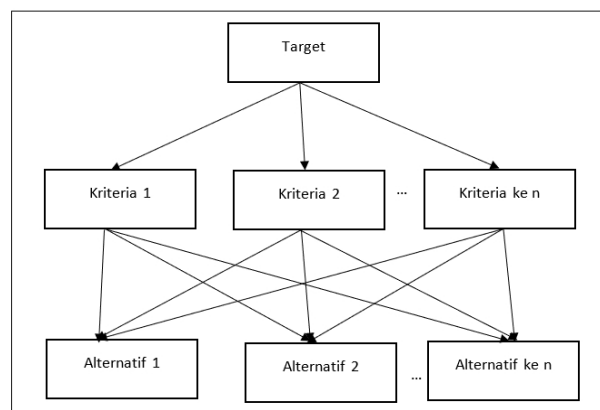 Target
Kriteria 1
Kriteria 2
...
Kriteria ke n
Alternatif 1
Alternatif 2
...
Alternatif ke n